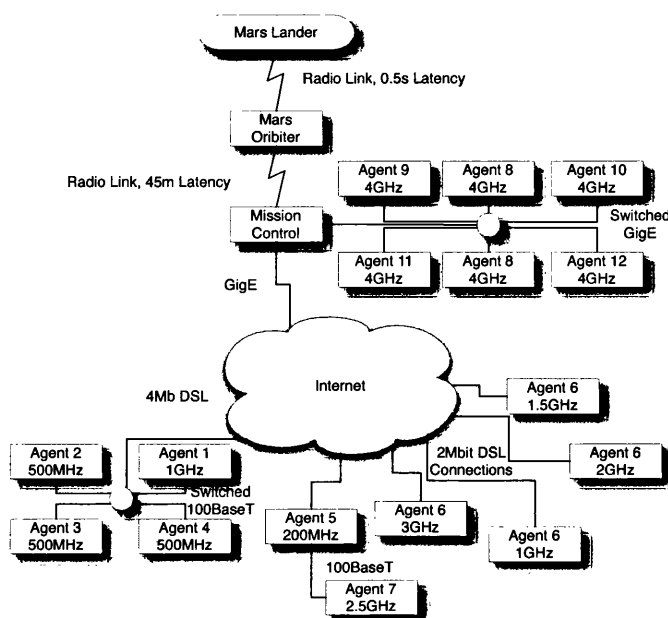 Mars Lander
Radio Link, 0.5s Latency
Mars
Oribiter
Radio Link, 45m Latency
Mission
Control
Agent 9
4GHz
Agent 8
4GHz
Agent 10
4GHz
Switched
GigE
Agent 11
4GHz
Agent 8
4GHz
Agent 12
4GHz
GigE
Internet
4Mb DSL
Agent 6
1.5GHz
Agent 2
500MHz
Agent 1
1GHz
Switched
100BaseT
Agent 3
500MHz
Agent 4
500MHz
2Mbit DSL
Connections
Agent 6
2GHz
Agent 5
200MHz
Agent 6
3GHz
Agent 6
1GHz
100BaseT
Agent 7
2.5GHz